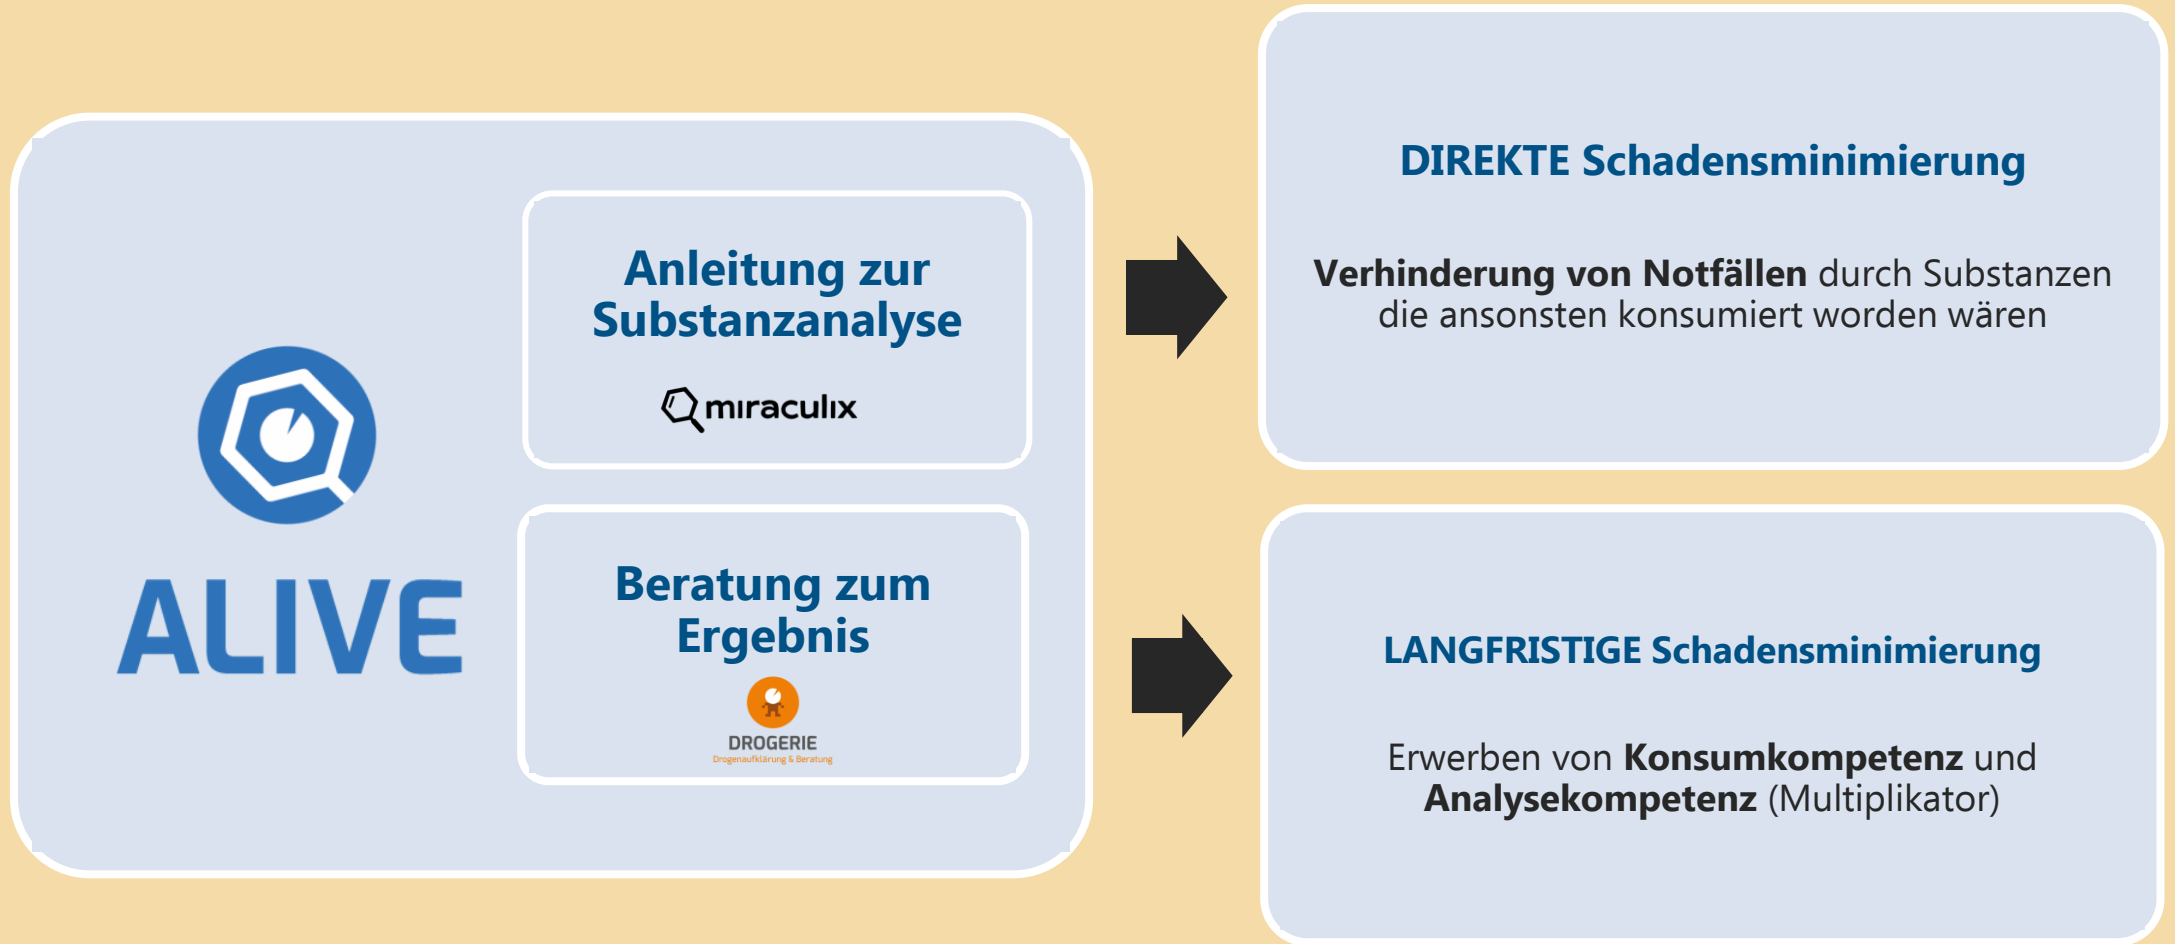 ALIVE
Anleitung zur
Substanzanalyse
miraculix
Beratung zum
Ergebnis
DROGERIE
Drogenaufklärung & Beratung
DIREKTE Schadensminimierung
Verhinderung von Notfällen durch Substanzen
die ansonsten konsumiert worden wären
LANGFRISTIGE Schadensminimierung
Erwerben von Konsumkompetenz und
Analysekompetenz (Multiplikator)